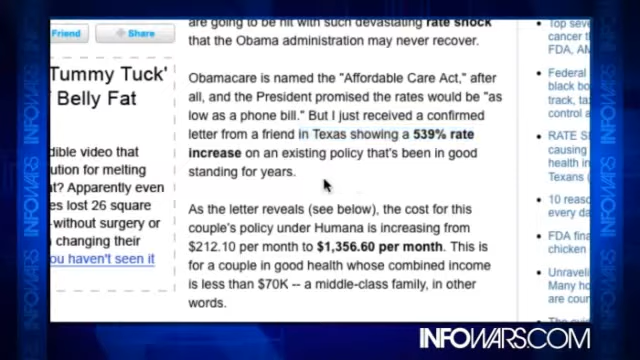 are going to be hit with such devastating rate shock
that the Obama administration may never recover.
Obamacare is named the "Affordable Care Act," after
all, and the President promised the rates would be "as
low as a phone bill." But I just received a confirmed
letter from a friend in Texas showing a 539% rate
increase on an existing policy that's been in good
standing for years.
As the letter reveals (see below), the cost for this
couple's policy under Humana is increasing from
$212.10 per month to $1,356.60 per month. This is
for a couple in good health whose combined income
is less than $70K -- a middle-class family, in other
words.
Friend
Share
Tummy Tuck'
Belly Fat
dible video that
ution for melting
t? Apparently even
es lost 26 square
-without surgery or
changing their
ou haven't seen it
Top seve
cancer t
FDA, AM
Federal
black bo
track, ta
control a
RATE S
causing
health in
Texans (
10 reaso
every da
FDA fina
chicken
Unraveli
Many ho
are coun
INFOWARS
INFOWARS
INFOWARS
INFOWARS
INFOWARS.COM